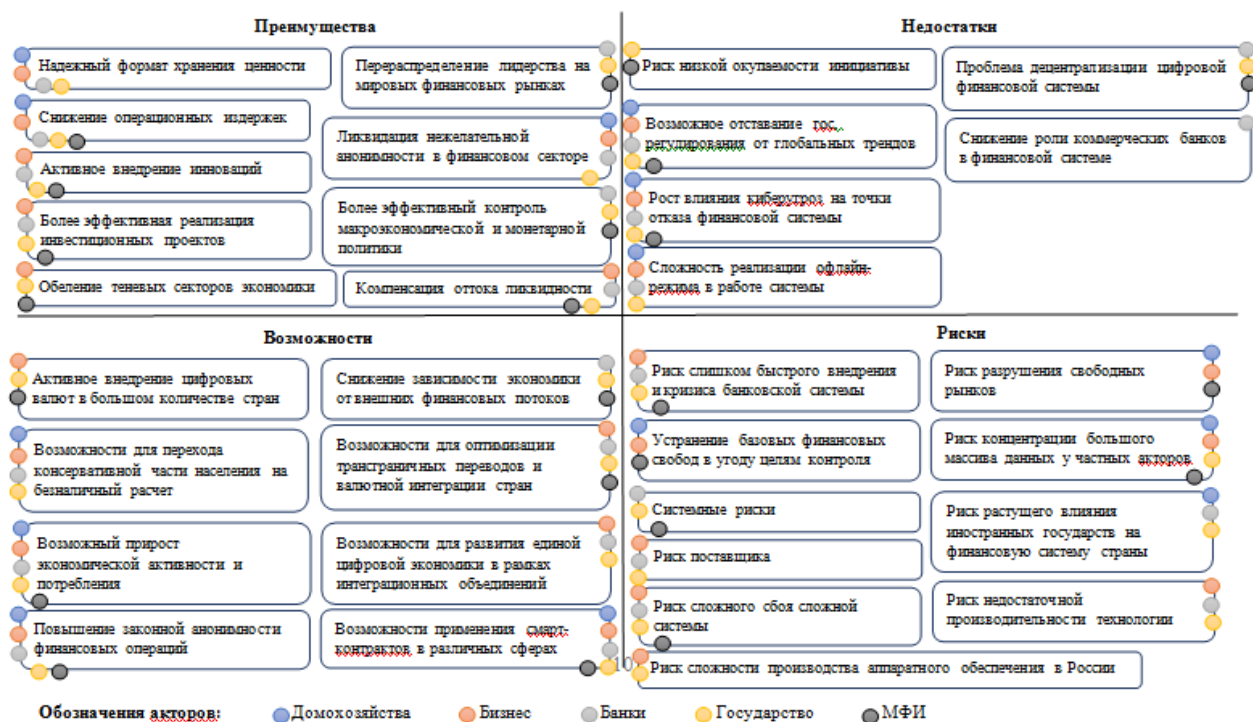 Преимущества
Надежный формат хранения ценности
Снижение операционных издержек
Активное внедрение инноваций
Более эффективная реализация
инвестиционных проектов
Обеление теневых секторов экономики
Перераспределение лидерства на
мировых финансовых рынках
Ликвидация нежелательной
анонимности в финансовом секторе
Более эффективный контроль
макроэкономической и монетарной
политики
Компенсация оттока ликвидности
Недостатки
Риск низкой окупаемости инициативы
Возможное отставание гос.
регулирования от глобальных трендов
Рост влияния киберугроз на точки
отказа финансовой системы
Сложность реализации офлайн-
режима в работе системы
Проблема децентрализации цифровой
финансовой системы
Снижение роли коммерческих банков
в финансовой системе
Возможности
Активное внедрение цифровых
валют в большом количестве стран
Возможности для перехода
консервативной части населения на
безналичный расчет
Возможный прирост
экономической активности и
потребления
Повышение законной анонимности
финансовых операций
Снижение зависимости экономики
от внешних финансовых потоков
Возможности для оптимизации
трансграничных переводов и
валютной интеграции стран
Возможности для развития единой
цифровой экономики в рамках
интеграционных объединений
Возможности применения смарт-
контрактов в различных сферах
10
Риски
Риск слишком быстрого внедрения
и кризиса банковской системы
Устранение базовых финансовых
свобод в угоду целям контроля
Системные риски
Риск поставщика
Риск сложного сбоя сложной
системы
Риск сложности производства аппаратного обеспечения в России
Риск разрушения свободных
рынков
Риск концентрации большого
массива данных у частных акторов
Риск растущего влияния
иностранных государств на
финансовую систему страны
Риск недостаточной
производительности технологии
Обозначения акторов: Домохозяйства Бизнес Банки Государство МФИ